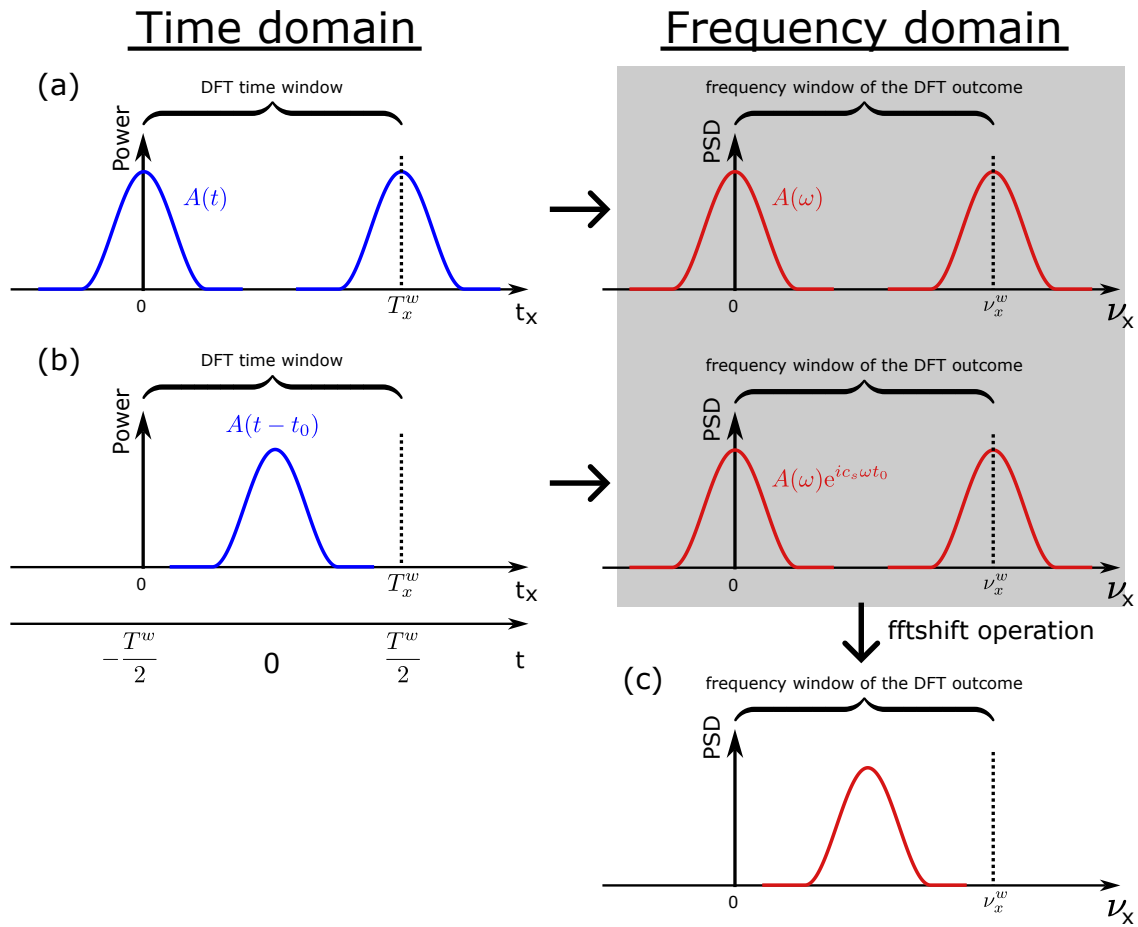 Time domain
Frequency domain
(a)
DFT time window
Power
A(t)
0
T_x^w
t_x
frequency window of the DFT outcome
PSD
A(ω)
0
ν_x^w
ν_x
(b)
DFT time window
Power
A(t − t_0)
0
T_x^w
t_x
−T^w/2
0
T^w/2
t
frequency window of the DFT outcome
PSD
A(ω)e^{ic_sωt_0}
0
ν_x^w
ν_x
fftshift operation
(c)
frequency window of the DFT outcome
PSD
0
ν_x^w
ν_x